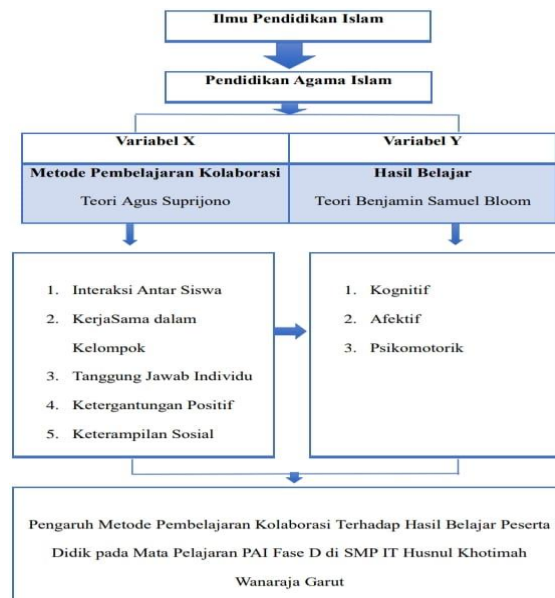 Ilmu Pendidikan Islam
Pendidikan Agama Islam
Variabel X
Variabel Y
Metode Pembelajaran Kolaborasi
Teori Agus Suprijono
Hasil Belajar
Teori Benjamin Samuel Bloom
1. Interaksi Antar Siswa
2. KerjaSama dalam
Kelompok
3. Tanggung Jawab Individu
4. Ketergantungan Positif
5. Keterampilan Sosial
1. Kognitif
2. Afektif
3. Psikomotorik
Pengaruh Metode Pembelajaran Kolaborasi Terhadap Hasil Belajar Peserta
Didik pada Mata Pelajaran PAI Fase D di SMP IT Husnul Khotimah
Wanaraja Garut